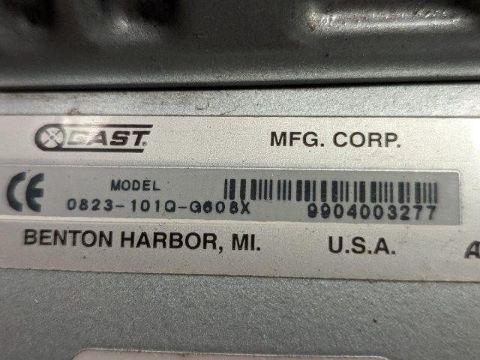 GAST. MFG. CORP.
CE MODEL
0823-101Q-G608X 9904003277
BENTON HARBOR, MI. U.S.A. A